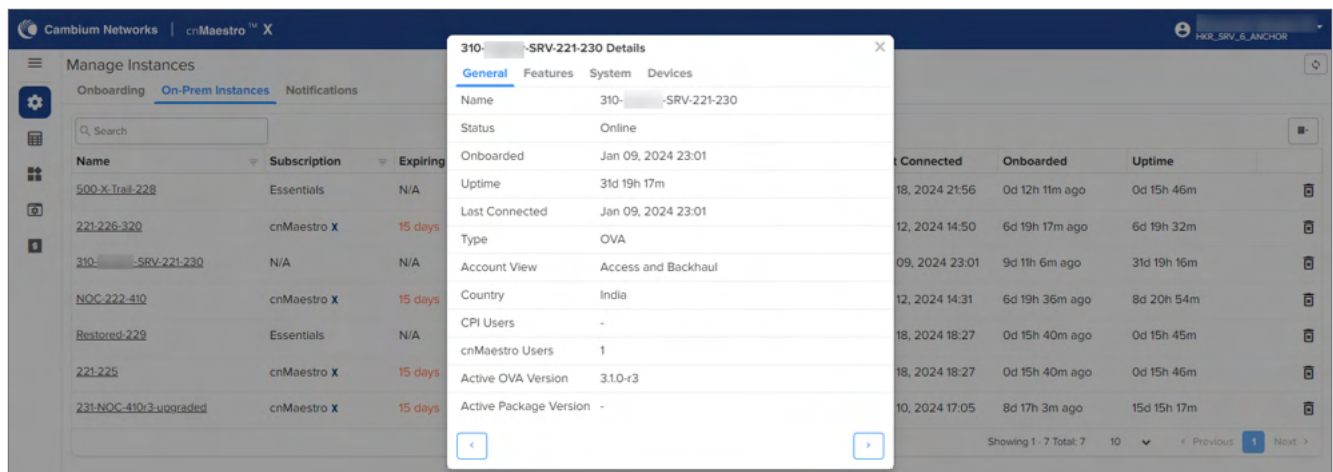 Cambium Networks | cnMaestro™ X
HKR_SRV_6_ANCHOR
Manage Instances
Onboarding On-Prem Instances Notifications
Search
Name Subscription Expiring Connected Onboarded Uptime
500-X-Trail-228 Essentials N/A 18, 2024 21:56 0d 12h 11m ago 0d 15h 46m
221-226-320 cnMaestro X 15 days 12, 2024 14:50 6d 19h 17m ago 6d 19h 32m
310- -SRV-221-230 N/A N/A 09, 2024 23:01 9d 11h 6m ago 31d 19h 16m
NOC-222-410 cnMaestro X 15 days 12, 2024 14:31 6d 19h 36m ago 8d 20h 54m
Restored-229 Essentials N/A 18, 2024 18:27 0d 15h 40m ago 0d 15h 45m
221-225 cnMaestro X 15 days 18, 2024 18:27 0d 15h 40m ago 0d 15h 46m
231-NOC-410r3-upgraded cnMaestro X 15 days 10, 2024 17:05 8d 17h 3m ago 15d 15h 17m
Showing 1 - 7 Total: 7 10 < Previous 1 Next >
310- -SRV-221-230 Details
General Features System Devices
Name 310- -SRV-221-230
Status Online
Onboarded Jan 09, 2024 23:01
Uptime 31d 19h 17m
Last Connected Jan 09, 2024 23:01
Type OVA
Account View Access and Backhaul
Country India
CPI Users -
cnMaestro Users 1
Active OVA Version 3.1.0-r3
Active Package Version -